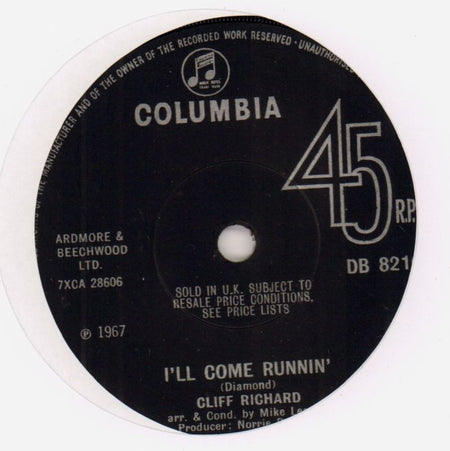 THE MANUFACTURER AND OF THE OWNER OF THE RECORDED WORK RESERVED · UNAUTHORISED
COLUMBIA
45
R.P.
ARDMORE &
BEECHWOOD
LTD.
7XCA 28606
DB 821
SOLD IN U.K. SUBJECT TO
RESALE PRICE CONDITIONS.
SEE PRICE LISTS
℗ 1967
I'LL COME RUNNIN'
(Diamond)
CLIFF RICHARD
arr. & Cond. by Mike
Producer: Norrie